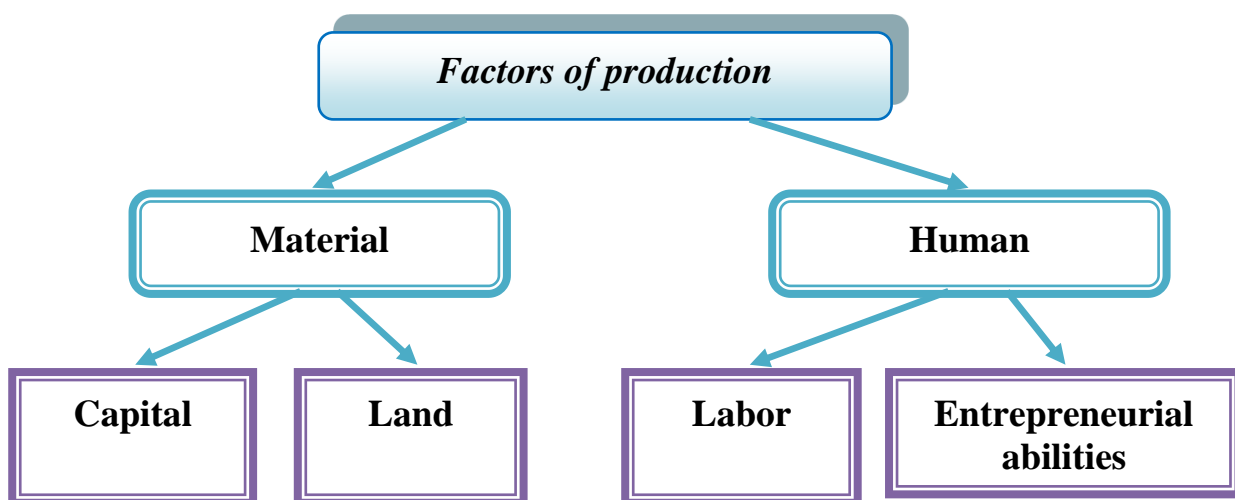 Factors of production
Material
Human
Capital
Land
Labor
Entrepreneurial
abilities